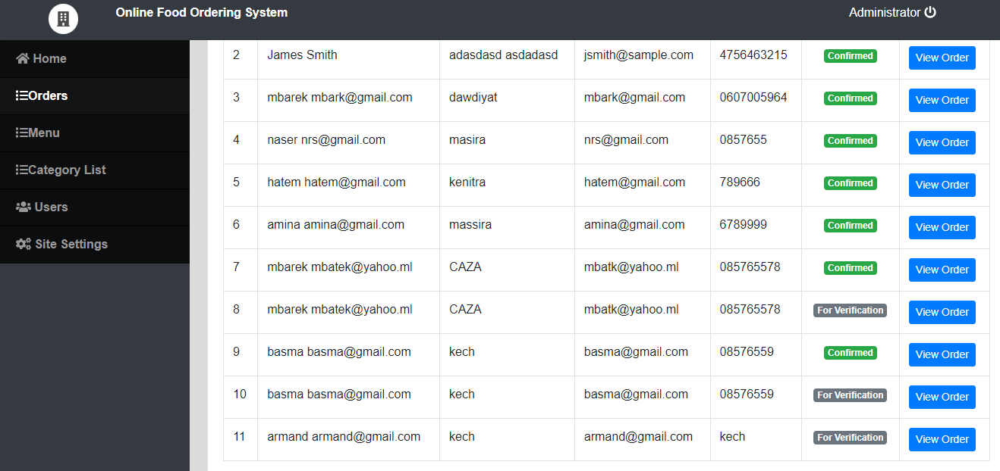 Online Food Ordering System
Administrator
Home
Orders
Menu
Category List
Users
Site Settings
2 James Smith adasdasd asdadasd jsmith@sample.com 4756463215 Confirmed View Order
3 mbarek mbark@gmail.com dawdiyat mbark@gmail.com 0607005964 Confirmed View Order
4 naser nrs@gmail.com masira nrs@gmail.com 0857655 Confirmed View Order
5 hatem hatem@gmail.com kenitra hatem@gmail.com 789666 Confirmed View Order
6 amina amina@gmail.com massira amina@gmail.com 6789999 Confirmed View Order
7 mbarek mbatek@yahoo.ml CAZA mbatk@yahoo.ml 085765578 Confirmed View Order
8 mbarek mbatek@yahoo.ml CAZA mbatk@yahoo.ml 085765578 For Verification View Order
9 basma basma@gmail.com kech basma@gmail.com 08576559 Confirmed View Order
10 basma basma@gmail.com kech basma@gmail.com 08576559 For Verification View Order
11 armand armand@gmail.com kech armand@gmail.com kech For Verification View Order